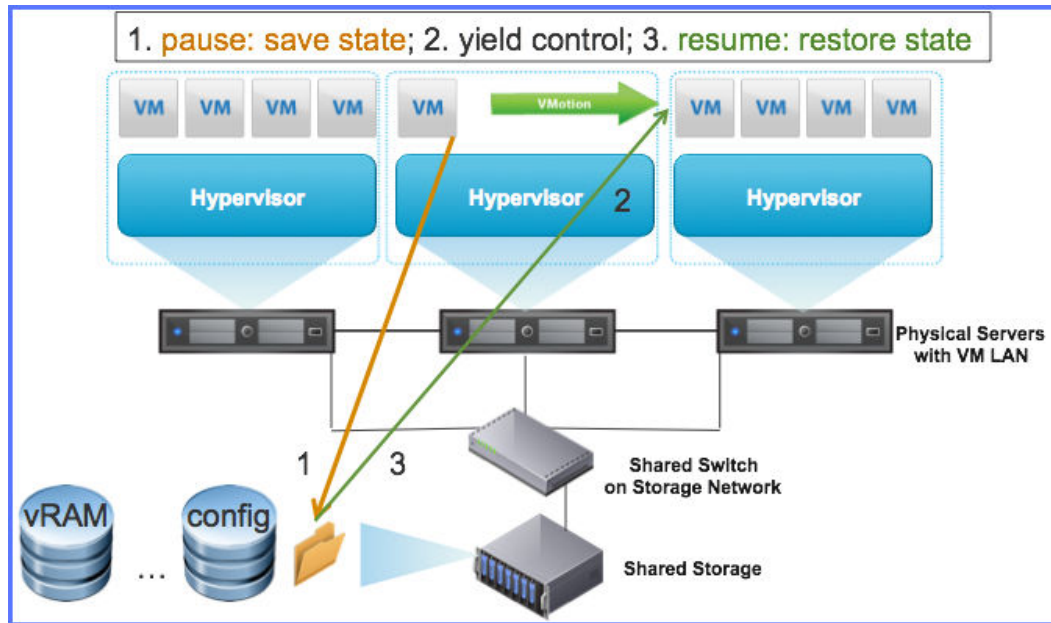 1. pause: save state; 2. yield control; 3. resume: restore state
VM VM VM VM
VM
VMotion
VM VM VM VM
Hypervisor
Hypervisor
2
Hypervisor
Physical Servers
with VM LAN
1
3
Shared Switch
on Storage Network
vRAM
...
config
Shared Storage